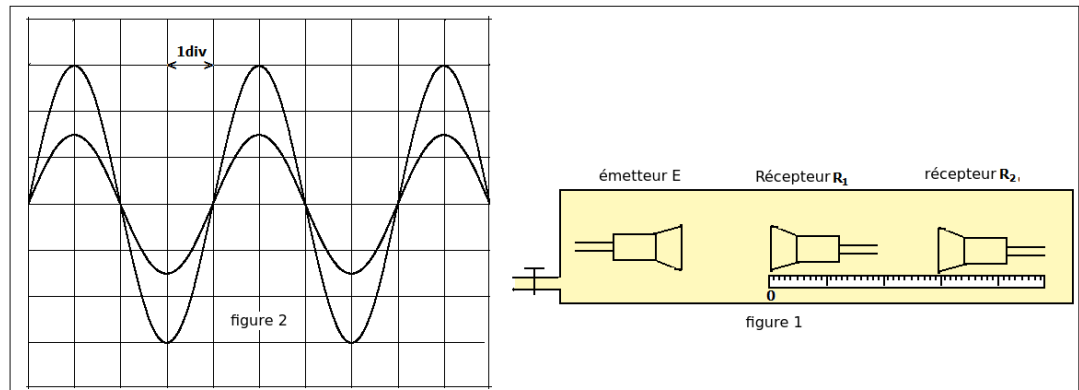 1div
figure 2
émetteur E
Récepteur R1
récepteur R2
0
figure 1